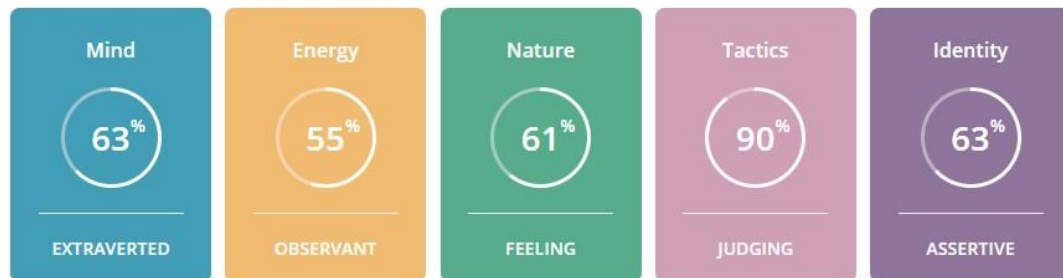 Mind
63%
EXTRAVERTED
Energy
55%
OBSERVANT
Nature
61%
FEELING
Tactics
90%
JUDGING
Identity
63%
ASSERTIVE